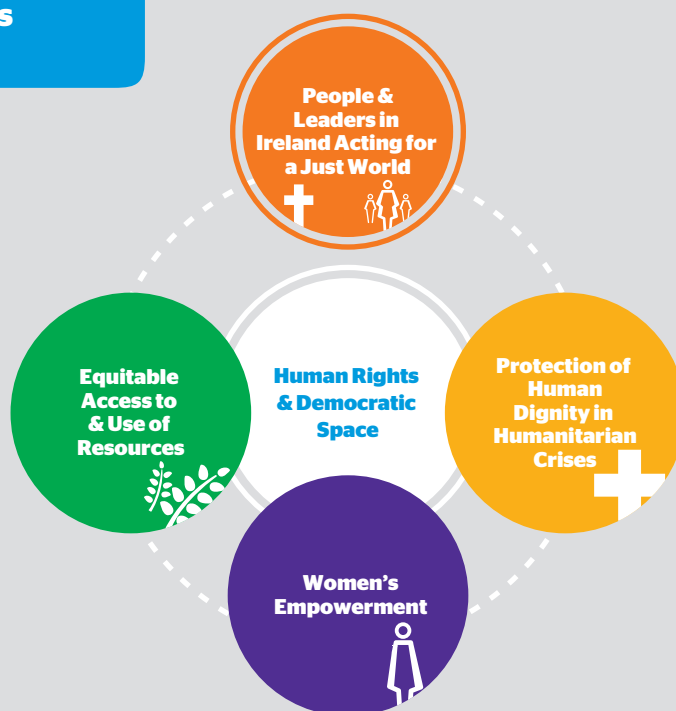 s
People &
Leaders in
Ireland Acting for
a Just World
Equitable
Access to
& Use of
Resources
Human Rights
& Democratic
Space
Protection of
Human
Dignity in
Humanitarian
Crises
Women’s
Empowerment